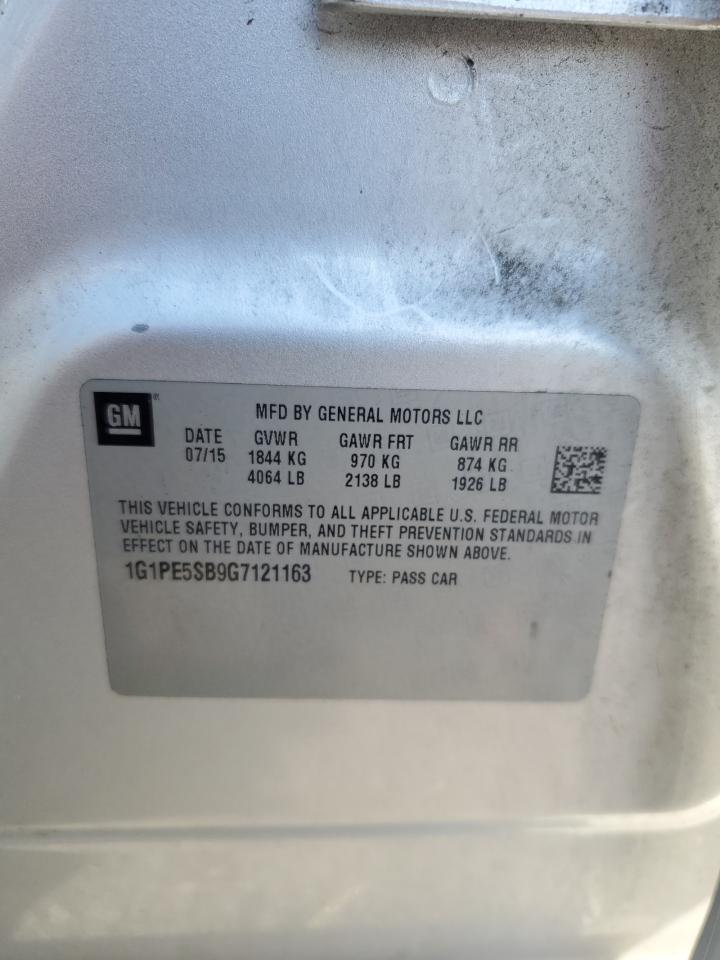 GM
MFD BY GENERAL MOTORS LLC
DATE GVWR GAWR FRT GAWR RR
07/15 1844 KG 970 KG 874 KG
4064 LB 2138 LB 1926 LB
THIS VEHICLE CONFORMS TO ALL APPLICABLE U.S. FEDERAL MOTOR
VEHICLE SAFETY, BUMPER, AND THEFT PREVENTION STANDARDS IN
EFFECT ON THE DATE OF MANUFACTURE SHOWN ABOVE.
1G1PE5SB9G7121163 TYPE: PASS CAR